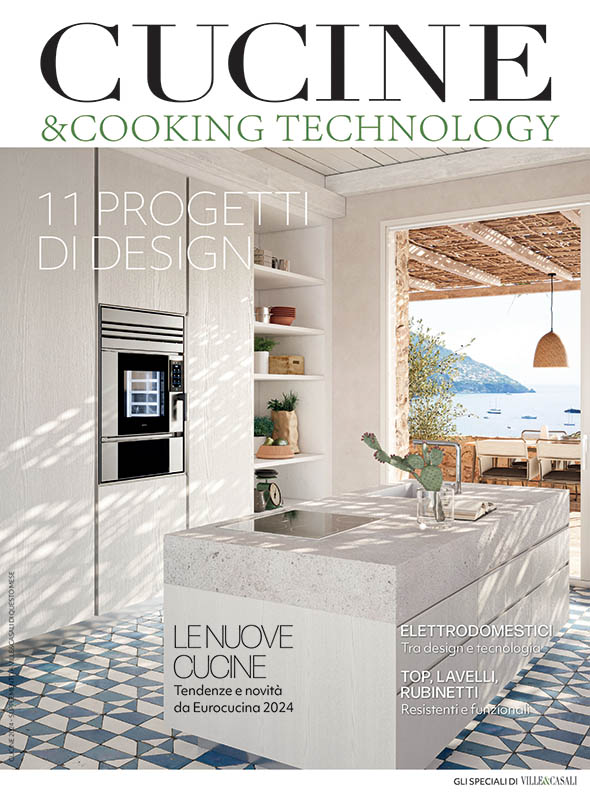 CUCINE
&COOKING TECHNOLOGY
11 PROGETTI
DI DESIGN
LE NUOVE
CUCINE
Tendenze e novità
da Eurocucina 2024
ELETTRODOMESTICI
Tra design e tecnologia
TOP, LAVELLI,
RUBINETTI
Resistenti e funzionali
GLI SPECIALI DI VILLE&CASALI